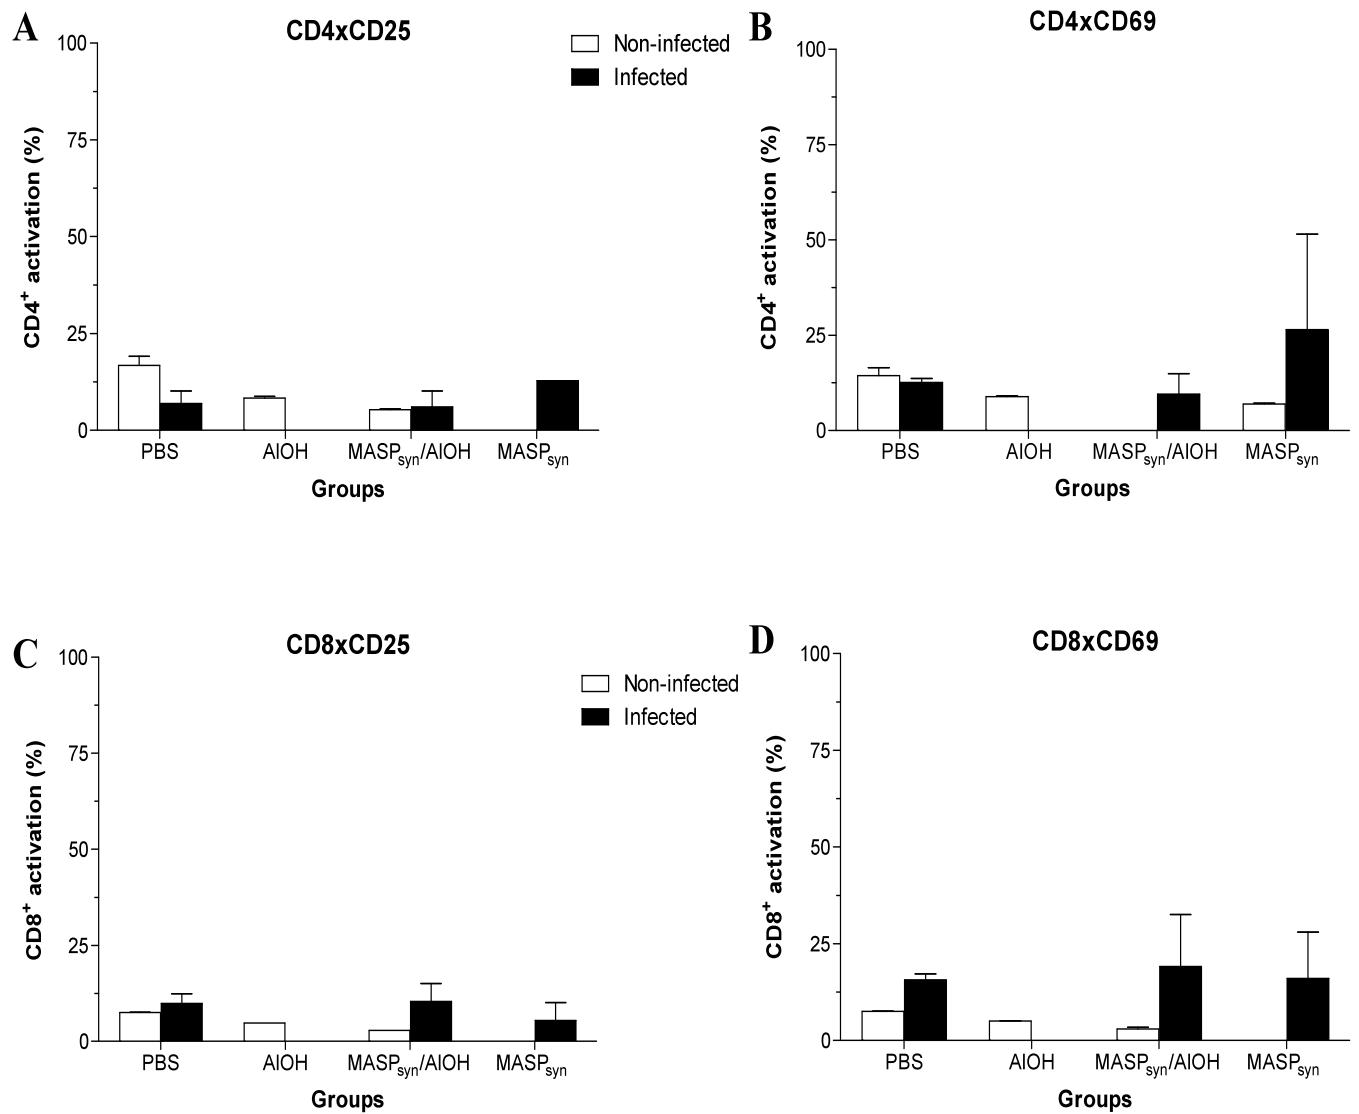 A
CD4xCD25
Non-infected
Infected
100
75
50
25
0
CD4+ activation (%)
PBS
AlOH
MASPsyn/AlOH
MASPsyn
Groups
B
CD4xCD69
100
75
50
25
0
CD4+ activation (%)
PBS
AlOH
MASPsyn/AlOH
MASPsyn
Groups
C
CD8xCD25
Non-infected
Infected
100
75
50
25
0
CD8+ activation (%)
PBS
AlOH
MASPsyn/AlOH
MASPsyn
Groups
D
CD8xCD69
100
75
50
25
0
CD8+ activation (%)
PBS
AlOH
MASPsyn/AlOH
MASPsyn
Groups